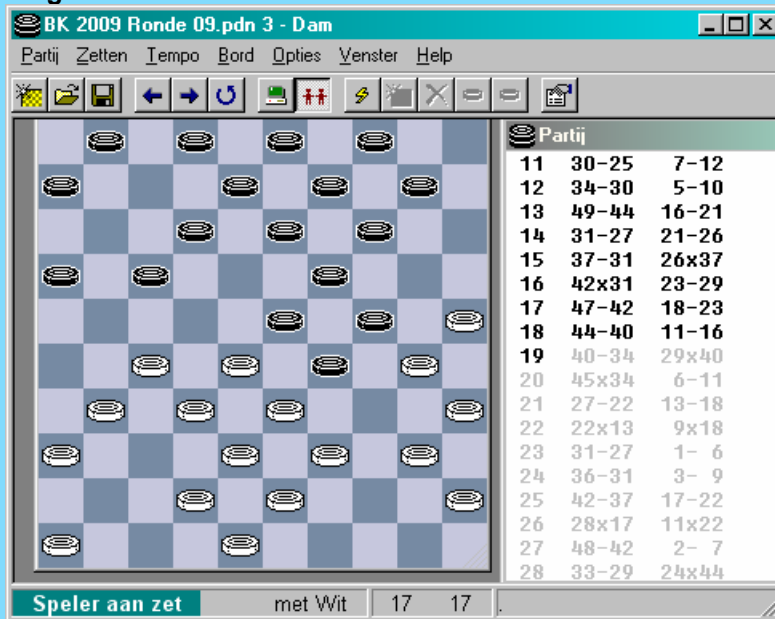 BK 2009 Ronde 09.pdn 3 - Dam
Partij Zetten Tempo Bord Opties Venster Help
Partij
11 30-25 7-12
12 34-30 5-10
13 49-44 16-21
14 31-27 21-26
15 37-31 26x37
16 42x31 23-29
17 47-42 18-23
18 44-40 11-16
19 40-34 29x40
20 45x34 6-11
21 27-22 13-18
22 22x13 9x18
23 31-27 1- 6
24 36-31 3- 9
25 42-37 17-22
26 28x17 11x22
27 48-42 2- 7
28 33-29 24x44
Speler aan zet met Wit 17 17 .